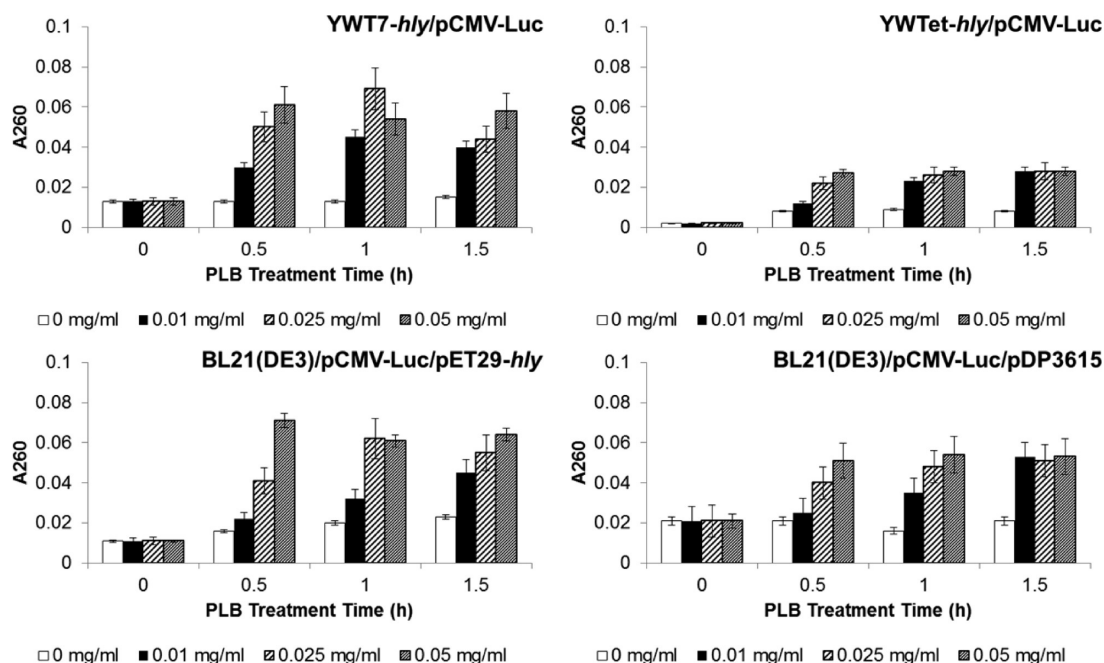 YWT7-hly/pCMV-Luc
0.1
0.08
0.06
0.04
0.02
0
A260
0 0.5 1 1.5
PLB Treatment Time (h)
0 mg/ml 0.01 mg/ml 0.025 mg/ml 0.05 mg/ml
YWTet-hly/pCMV-Luc
0.1
0.08
0.06
0.04
0.02
0
A260
0 0.5 1 1.5
PLB Treatment Time (h)
0 mg/ml 0.01 mg/ml 0.025 mg/ml 0.05 mg/ml
BL21(DE3)/pCMV-Luc/pET29-hly
0.1
0.08
0.06
0.04
0.02
0
A260
0 0.5 1 1.5
PLB Treatment Time (h)
0 mg/ml 0.01 mg/ml 0.025 mg/ml 0.05 mg/ml
BL21(DE3)/pCMV-Luc/pDP3615
0.1
0.08
0.06
0.04
0.02
0
A260
0 0.5 1 1.5
PLB Treatment Time (h)
0 mg/ml 0.01 mg/ml 0.025 mg/ml 0.05 mg/ml